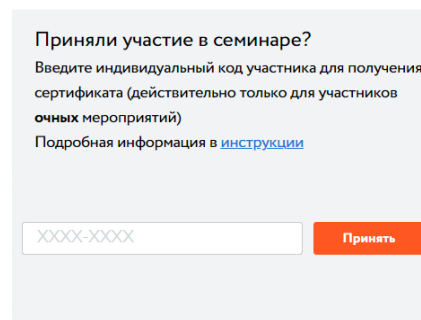 Приняли участие в семинаре?
Введите индивидуальный код участника для получения
сертификата (действительно только для участников
очных мероприятий)
Подробная информация в инструкции
XXXX-XXXX
Принять